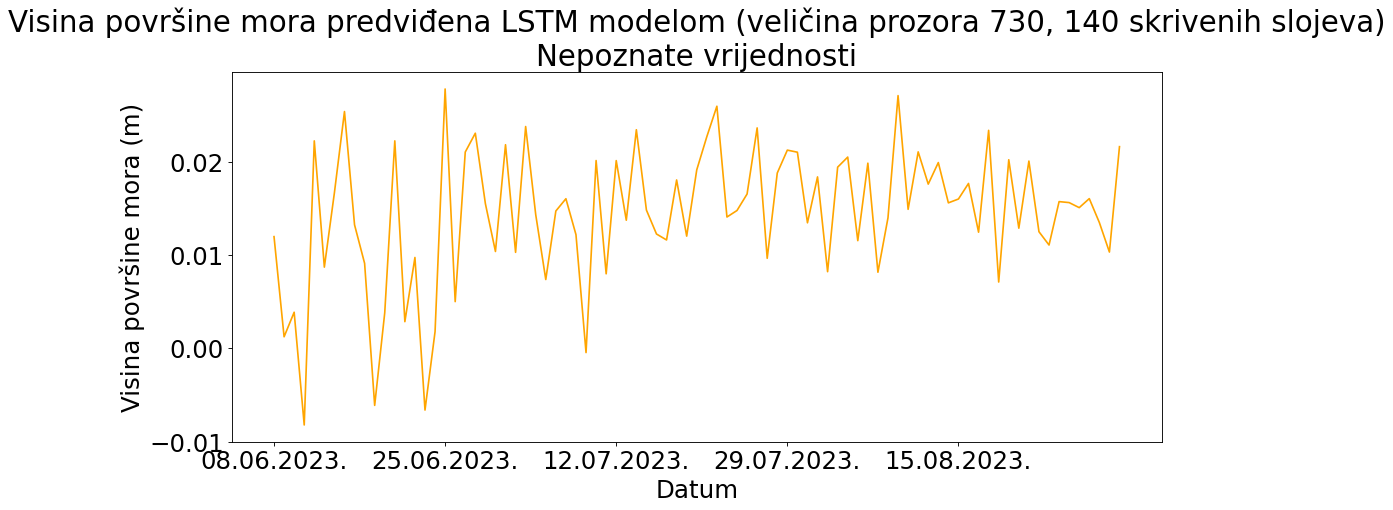 Visina površine mora predviđena LSTM modelom (veličina prozora 730, 140 skrivenih slojeva)
Nepoznate vrijednosti
Visina površine mora (m)
0.02
0.01
0.00
−0.01
08.06.2023. 25.06.2023. 12.07.2023. 29.07.2023. 15.08.2023.
Datum